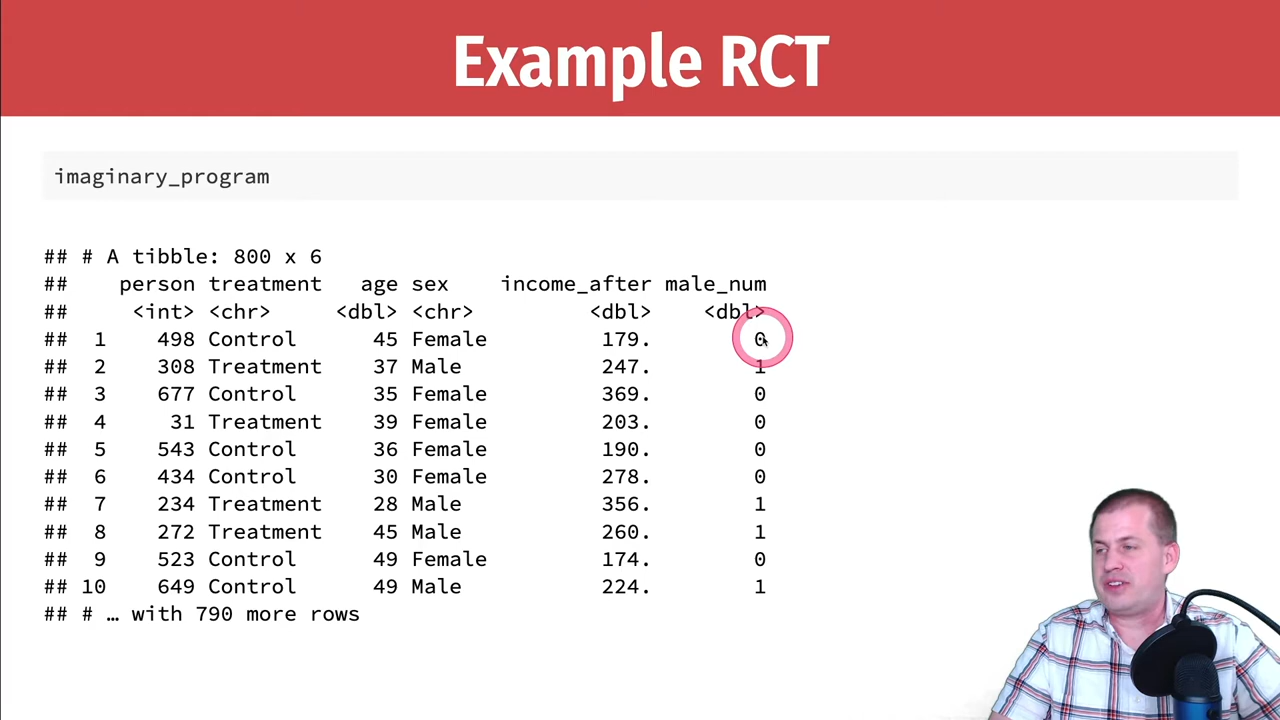 Example RCT
imaginary_program
## # A tibble: 800 x 6
##    person treatment   age sex    income_after male_num
##     <int> <chr>     <dbl> <chr>         <dbl>    <dbl>
##  1    498 Control      45 Female         179.        0
##  2    308 Treatment    37 Male           247.        1
##  3    677 Control      35 Female         369.        0
##  4     31 Treatment    39 Female         203.        0
##  5    543 Control      36 Female         190.        0
##  6    434 Control      30 Female         278.        0
##  7    234 Treatment    28 Male           356.        1
##  8    272 Treatment    45 Male           260.        1
##  9    523 Control      49 Female         174.        0
## 10    649 Control      49 Male           224.        1
## # … with 790 more rows